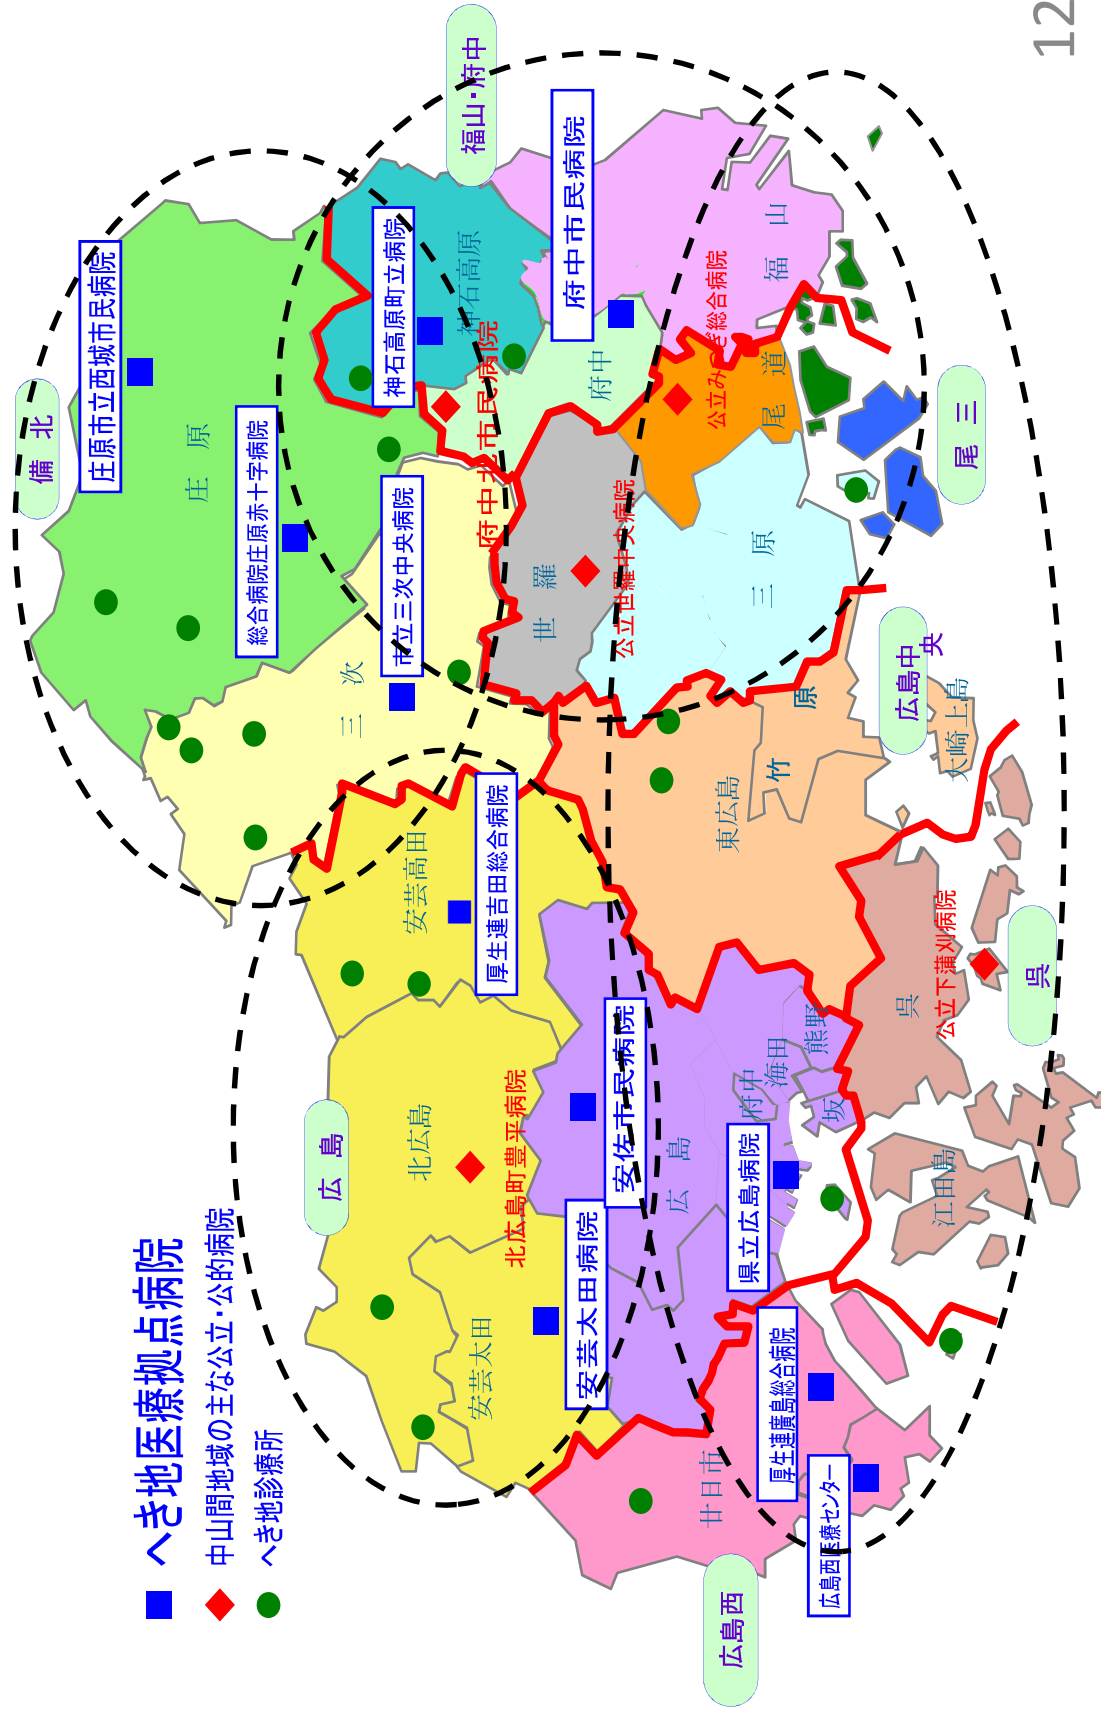 へき地医療拠点病院
中山間地域の主な公立・公的病院
へき地診療所
備 北
庄原市立西城市民病院
庄 原
総合病院庄原赤十字病院
市立三次中央病院
三 次
福山・府中
神石高原町立病院
神石高原
府中北市民病院
府中市民病院
府中
福 山
公立みつぎ総合病院
尾 道
尾 三
世 羅
公立世羅中央病院
三 原
広 島
安芸高田
厚生連吉田総合病院
北広島
北広島町豊平病院
安芸太田
安芸太田病院
安佐市民病院
広 島
県立広島病院
府中
海田
熊野
坂
広島中
央
東広島
竹
原
大崎上島
呉
呉
公立下蒲刈病院
江田島
広島西
廿日市
厚生連廣島総合病院
広島西医療センター
12